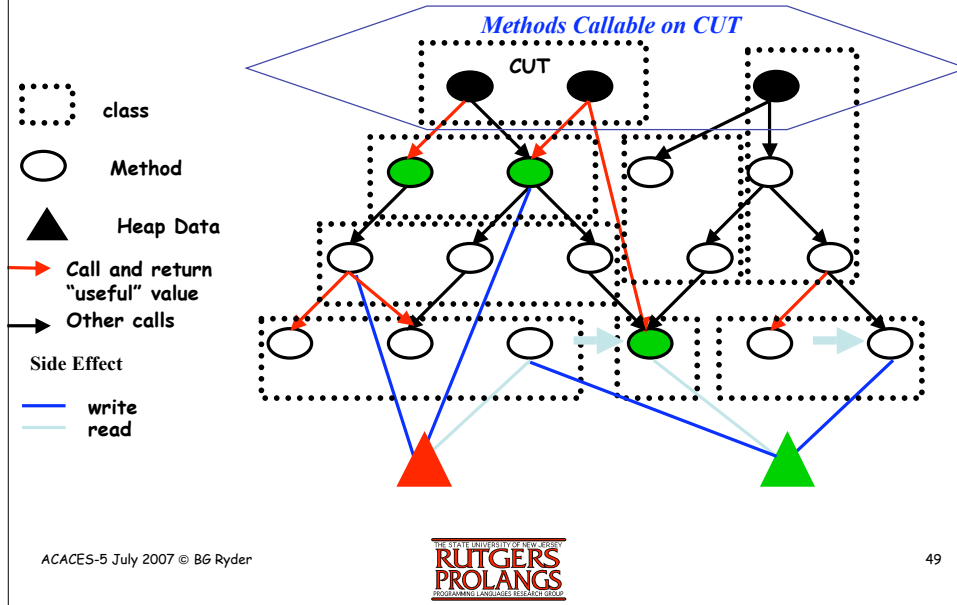 Methods Callable on CUT
CUT
class
Method
Heap Data
Call and return
“useful” value
Other calls
Side Effect
write
read
ACACES-5 July 2007 © BG Ryder
THE STATE UNIVERSITY OF NEW JERSEY
RUTGERS
PROLANGS
PROGRAMMING LANGUAGES RESEARCH GROUP
49